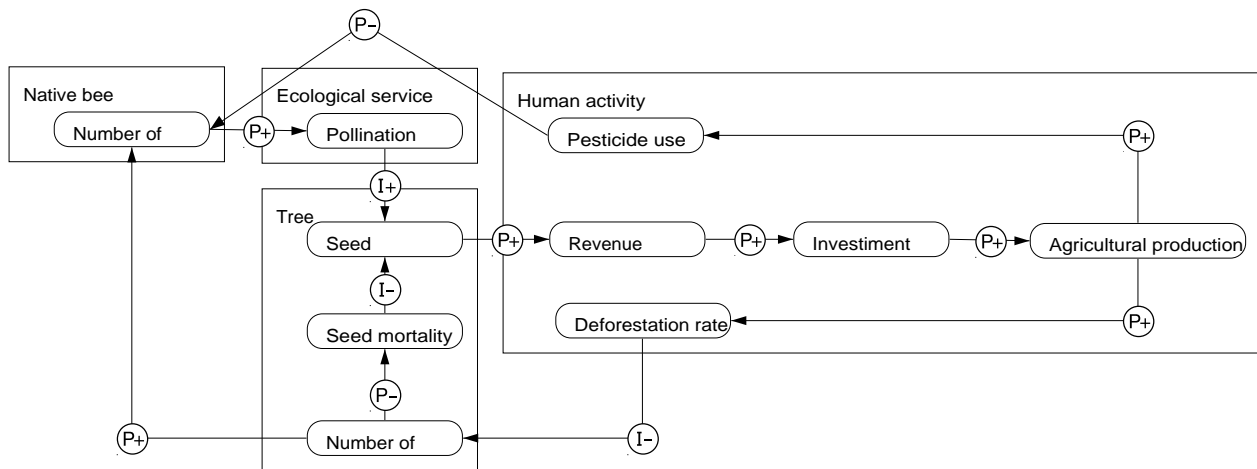 P−
Native bee
Number of
P+
Ecological service
Pollination
Human activity
Pesticide use
P+
I+
Tree
Seed
P+
Revenue
P+
Investiment
P+
Agricultural production
I−
Seed mortality
Deforestation rate
P+
P−
P+
Number of
I−